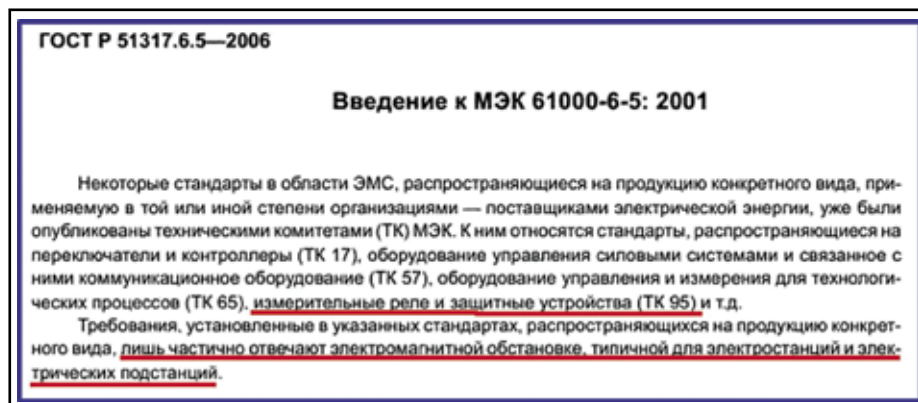 ГОСТ Р 51317.6.5—2006
Введение к МЭК 61000-6-5: 2001
Некоторые стандарты в области ЭМС, распространяющиеся на продукцию конкретного вида, при-
меняемую в той или иной степени организациями — поставщиками электрической энергии, уже были
опубликованы техническими комитетами (ТК) МЭК. К ним относятся стандарты, распространяющиеся на
переключатели и контроллеры (ТК 17), оборудование управления силовыми системами и связанное с
ними коммуникационное оборудование (ТК 57), оборудование управления и измерения для технологи-
ческих процессов (ТК 65), измерительные реле и защитные устройства (ТК 95) и т.д.
Требования, установленные в указанных стандартах, распространяющихся на продукцию конкрет-
ного вида, лишь частично отвечают электромагнитной обстановке, типичной для электростанций и элек-
трических подстанций.